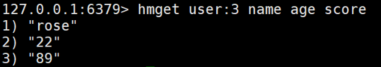 127.0.0.1:6379> hmget user:3 name age score
1) "rose"
2) "22"
3) "89"